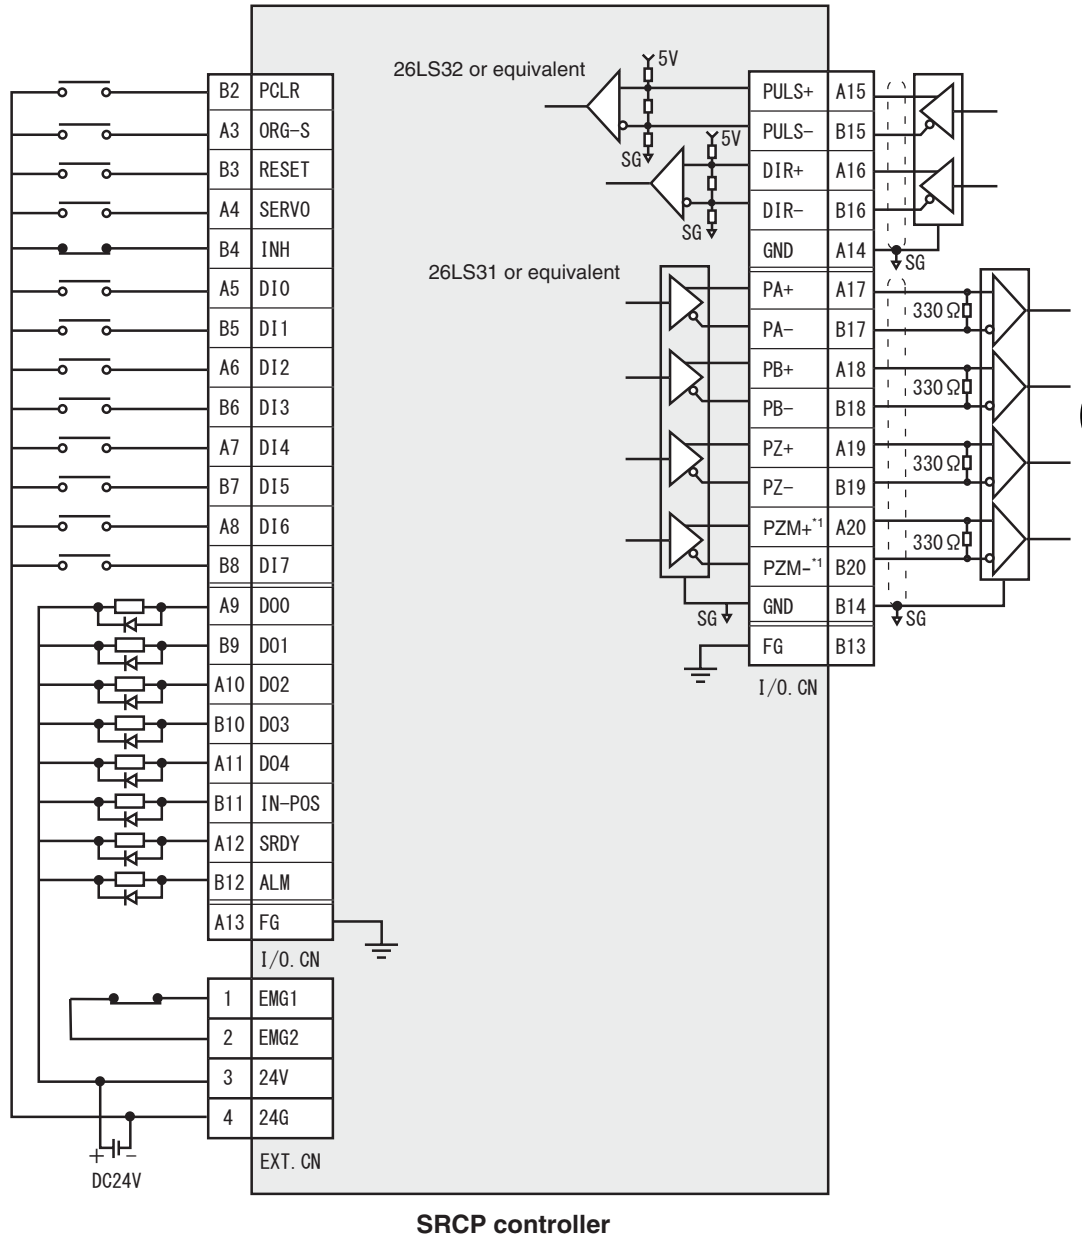 26LS32 or equivalent
5V
SG
5V
SG
26LS31 or equivalent
B2 PCLR
A3 ORG-S
B3 RESET
A4 SERVO
B4 INH
A5 DI0
B5 DI1
A6 DI2
B6 DI3
A7 DI4
B7 DI5
A8 DI6
B8 DI7
A9 DO0
B9 DO1
A10 DO2
B10 DO3
A11 DO4
B11 IN-POS
A12 SRDY
B12 ALM
A13 FG
I/O. CN
1 EMG1
2 EMG2
3 24V
4 24G
EXT. CN
+ -
DC24V
PULS+ A15
PULS- B15
DIR+ A16
DIR- B16
GND A14
SG
PA+ A17
330Ω
PA- B17
PB+ A18
330Ω
PB- B18
PZ+ A19
330Ω
PZ- B19
PZM+*1 A20
330Ω
PZM-*1 B20
SG
GND B14
SG
FG B13
I/O. CN
SRCP controller